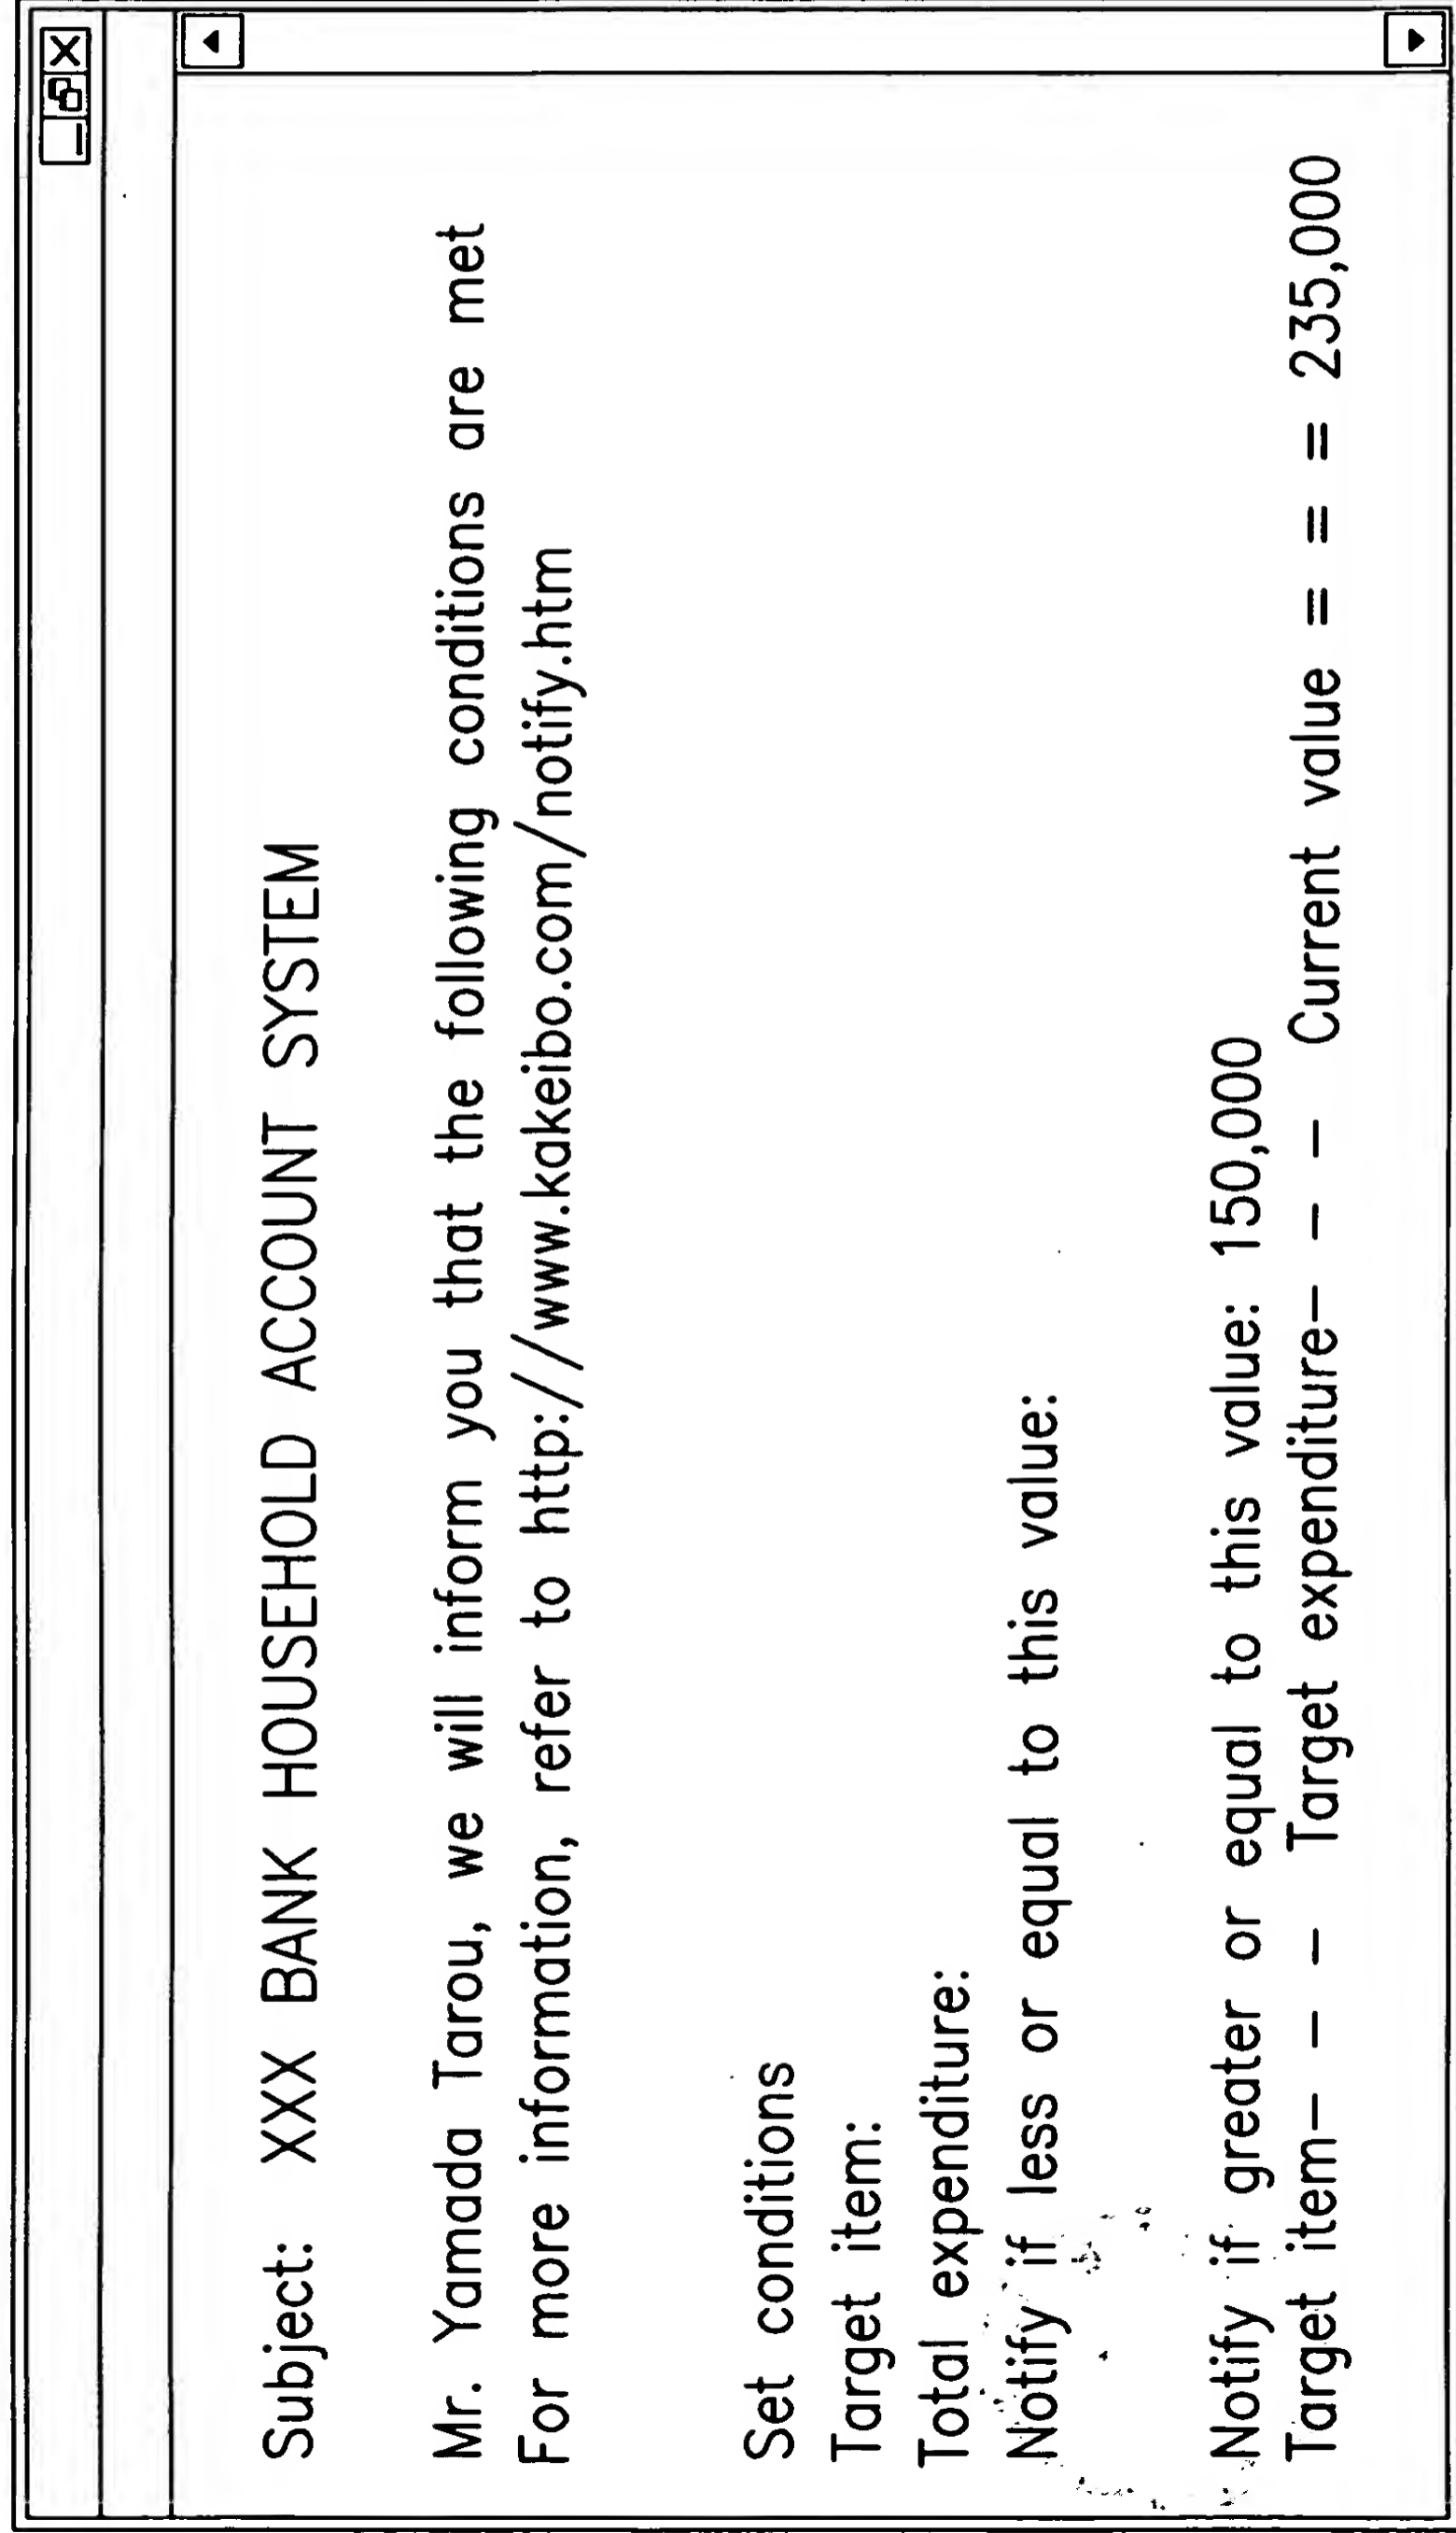 Subject: XXX BANK HOUSEHOLD ACCOUNT SYSTEM
Mr. Yamada Tarou, we will inform you that the following conditions are met
For more information, refer to http://www.kakeibo.com/notify.htm
Set conditions
Target item:
Total expenditure:
Notify if less or equal to this value:
Notify if greater or equal to this value: 150,000
Target item- - - Target expenditure- - - Current value = = = 235,000